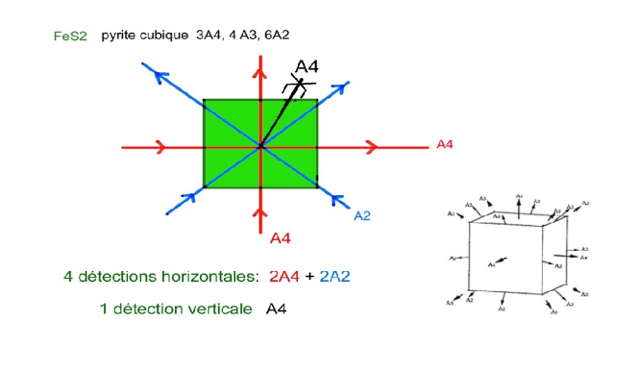 FeS2 pyrite cubique 3A4, 4 A3, 6A2
A4
A4
A2
A4
4 détections horizontales: 2A4 + 2A2
1 détection verticale A4